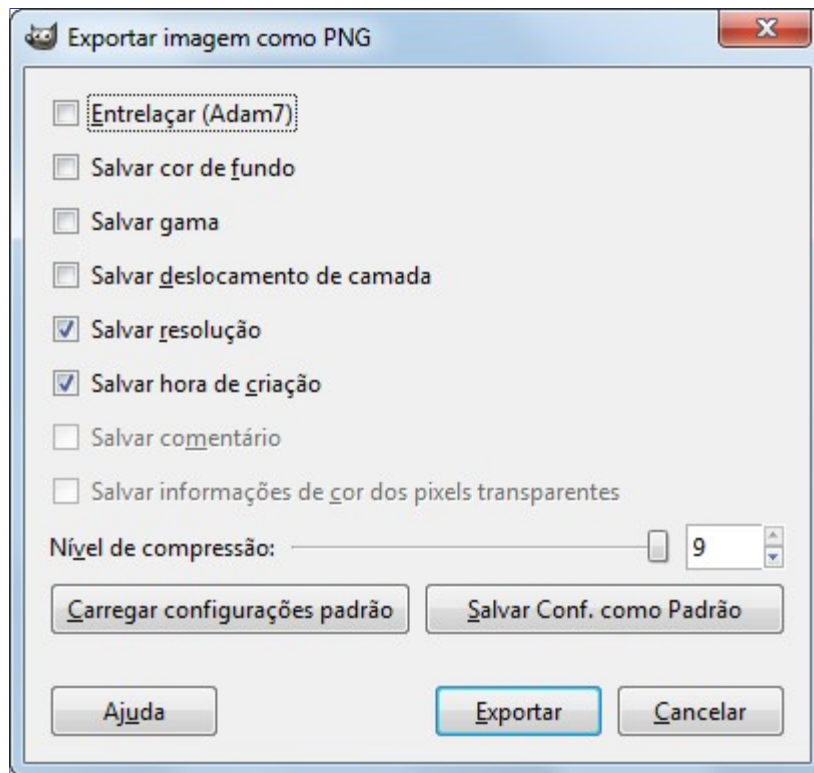 Exportar imagem como PNG
Entrelaçar (Adam7)
Salvar cor de fundo
Salvar gama
Salvar deslocamento de camada
Salvar resolução
Salvar hora de criação
Salvar comentário
Salvar informações de cor dos pixels transparentes
Nível de compressão: 9
Carregar configurações padrão Salvar Conf. como Padrão
Ajuda Exportar Cancelar